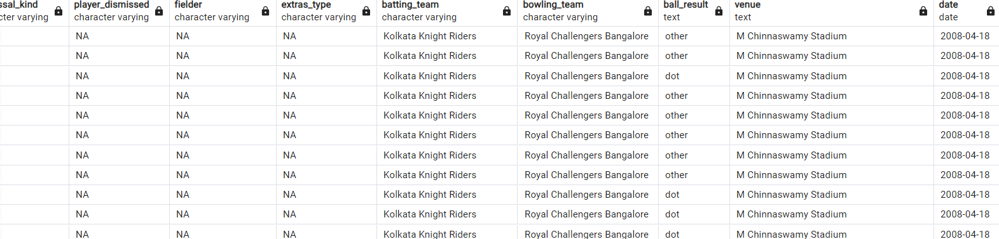 ssal_kind player_dismissed fielder extras_type batting_team bowling_team ball_result venue date
cter varying character varying character varying character varying character varying character varying text text date
NA NA NA Kolkata Knight Riders Royal Challengers Bangalore other M Chinnaswamy Stadium 2008-04-18
NA NA NA Kolkata Knight Riders Royal Challengers Bangalore other M Chinnaswamy Stadium 2008-04-18
NA NA NA Kolkata Knight Riders Royal Challengers Bangalore dot M Chinnaswamy Stadium 2008-04-18
NA NA NA Kolkata Knight Riders Royal Challengers Bangalore other M Chinnaswamy Stadium 2008-04-18
NA NA NA Kolkata Knight Riders Royal Challengers Bangalore other M Chinnaswamy Stadium 2008-04-18
NA NA NA Kolkata Knight Riders Royal Challengers Bangalore other M Chinnaswamy Stadium 2008-04-18
NA NA NA Kolkata Knight Riders Royal Challengers Bangalore other M Chinnaswamy Stadium 2008-04-18
NA NA NA Kolkata Knight Riders Royal Challengers Bangalore other M Chinnaswamy Stadium 2008-04-18
NA NA NA Kolkata Knight Riders Royal Challengers Bangalore dot M Chinnaswamy Stadium 2008-04-18
NA NA NA Kolkata Knight Riders Royal Challengers Bangalore dot M Chinnaswamy Stadium 2008-04-18
NA NA NA Kolkata Knight Riders Royal Challengers Bangalore dot M Chinnaswamy Stadium 2008-04-18